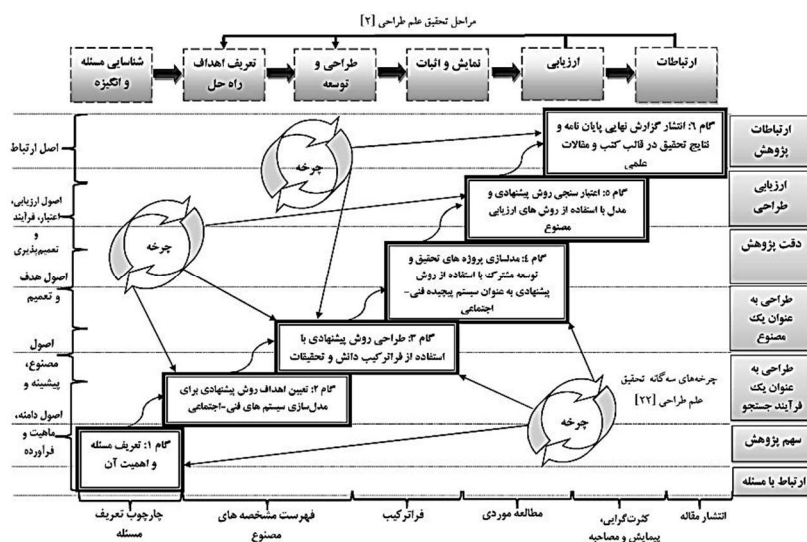 مراحل تحقیق علم طراحی [۲]
شناسایی مسئله
و انگیزه
تعریف اهداف
راه حل
طراحی و
توسعه
نمایش و اثبات
ارزیابی
ارتباطات
اصل ارتباط
اصول ارزیابی،
اعتبار، فرآیند
و
تعمیم‌پذیری
اصول هدف
و تعمیم
اصول
مصنوع،
پیشینه و
اصول دامنه،
ماهیت و
فرآورده
چرخه
چرخه
چرخه
گام ۶: انتشار گزارش نهایی پایان نامه و
نتایج تحقیق در قالب کتب و مقالات
علمی
گام ۵: اعتبار سنجی روش پیشنهادی و
مدل با استفاده از روش های ارزیابی
مصنوع
گام ۴: مدلسازی پروژه های تحقیق و
توسعه مشترک با استفاده از روش
پیشنهادی به عنوان سیستم پیچیده فنی-
اجتماعی
گام ۳: طراحی روش پیشنهادی با
استفاده از فراترکیب دانش و تحقیقات
گام ۲: تعیین اهداف روش پیشنهادی برای
مدل‌سازی سیستم های فنی-اجتماعی
گام ۱: تعریف مسئله
و اهمیت آن
چرخه‌های سه‌گانه تحقیق
علم طراحی [۲۲]
ارتباطات
پژوهش
ارزیابی
طراحی
دقت پژوهش
طراحی به
عنوان یک
مصنوع
طراحی به
عنوان یک
فرآیند جستجو
سهم پژوهش
ارتباط با مسئله
چارچوب تعریف
مسئله
فهرست مشخصه های
مصنوع
فراترکیب
مطالعه موردی
کثرت‌گرایی،
پیمایش و مصاحبه
انتشار مقاله